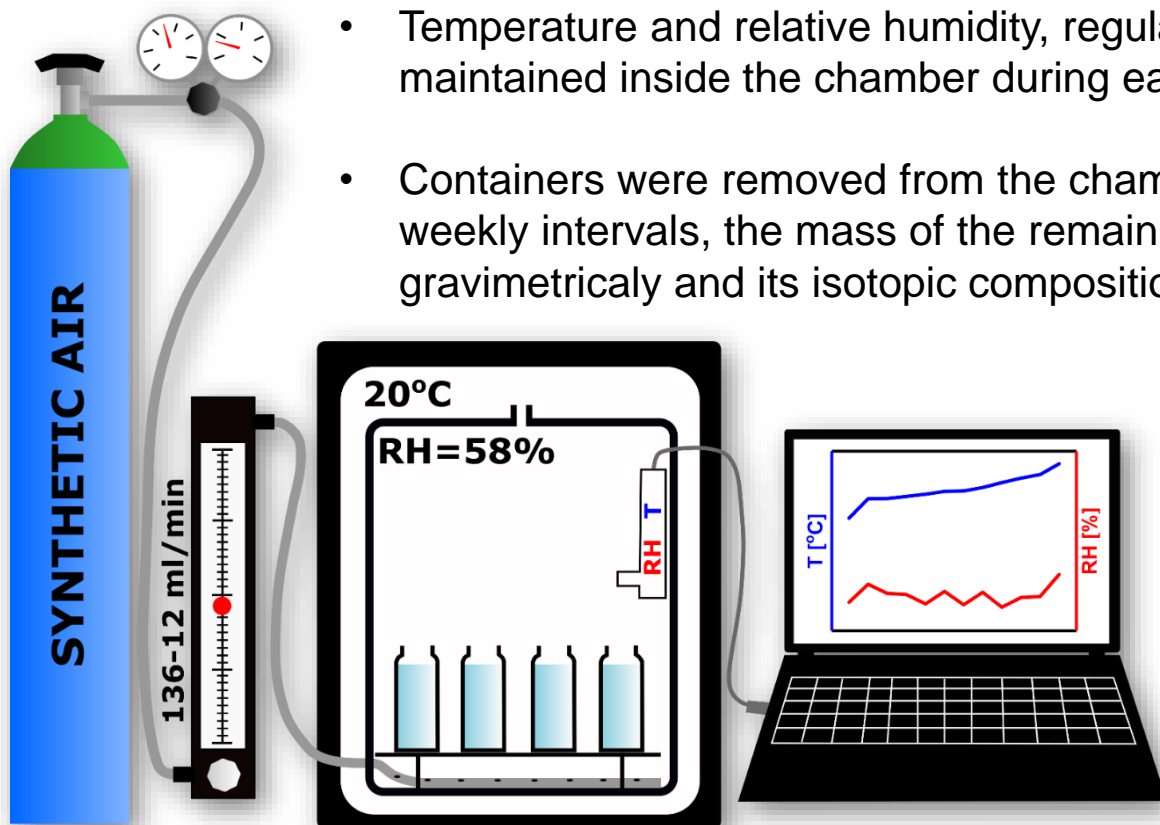 • Temperature and relative humidity, regula
maintained inside the chamber during ea
• Containers were removed from the cham
weekly intervals, the mass of the remain
gravimetricaly and its isotopic compositio
SYNTHETIC AIR
136-12 ml/min
20°C
RH=58%
RH T
T [°C]
RH [%]